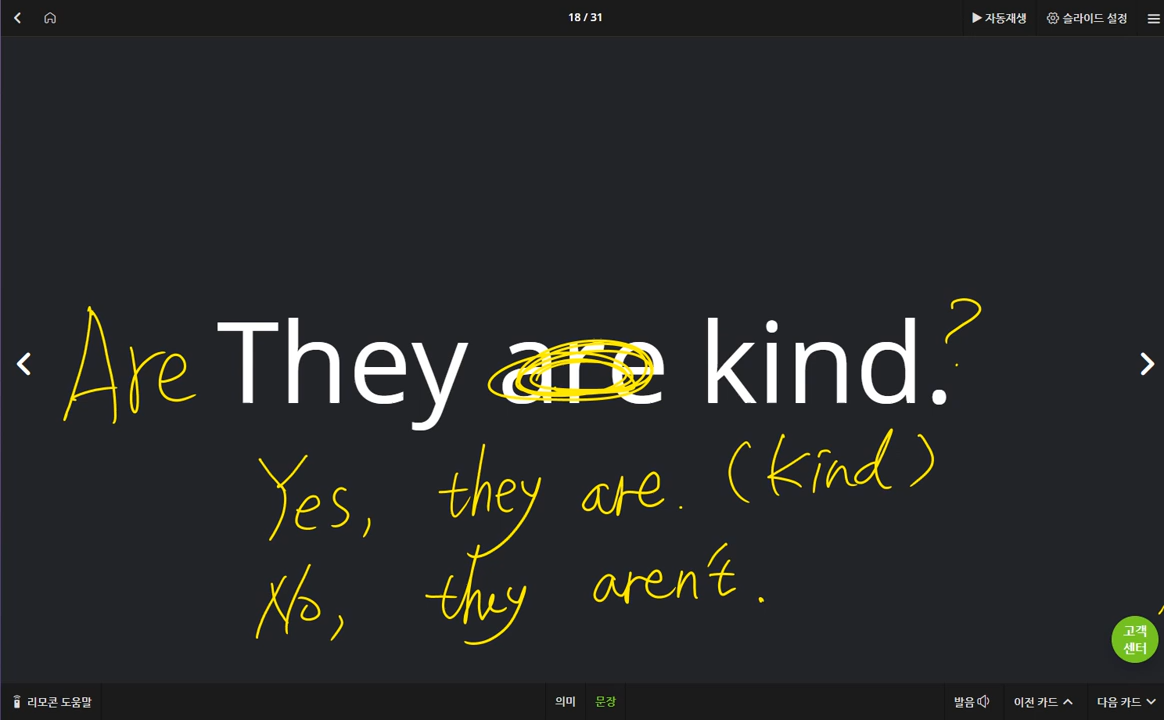 18 / 31
자동재생
슬라이드 설정
Are They are kind. ?
Yes, they are. (kind)
No, they aren't.
고객
센터
리모콘 도움말
의미
문장
발음
이전 카드
다음 카드